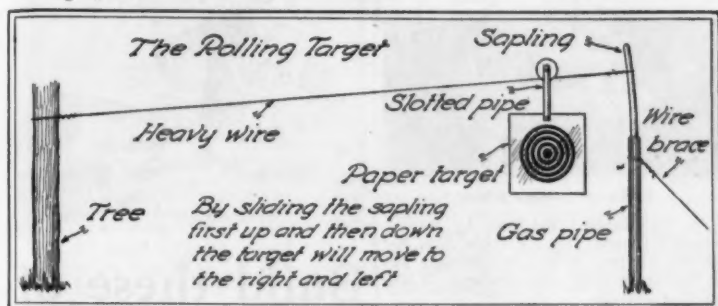 The Rolling Target
Sapling
Slotted pipe
Heavy wire
Wire
brace
Paper target
Tree
By sliding the sapling
first up and then down
the target will move to
the right and left
Gas pipe